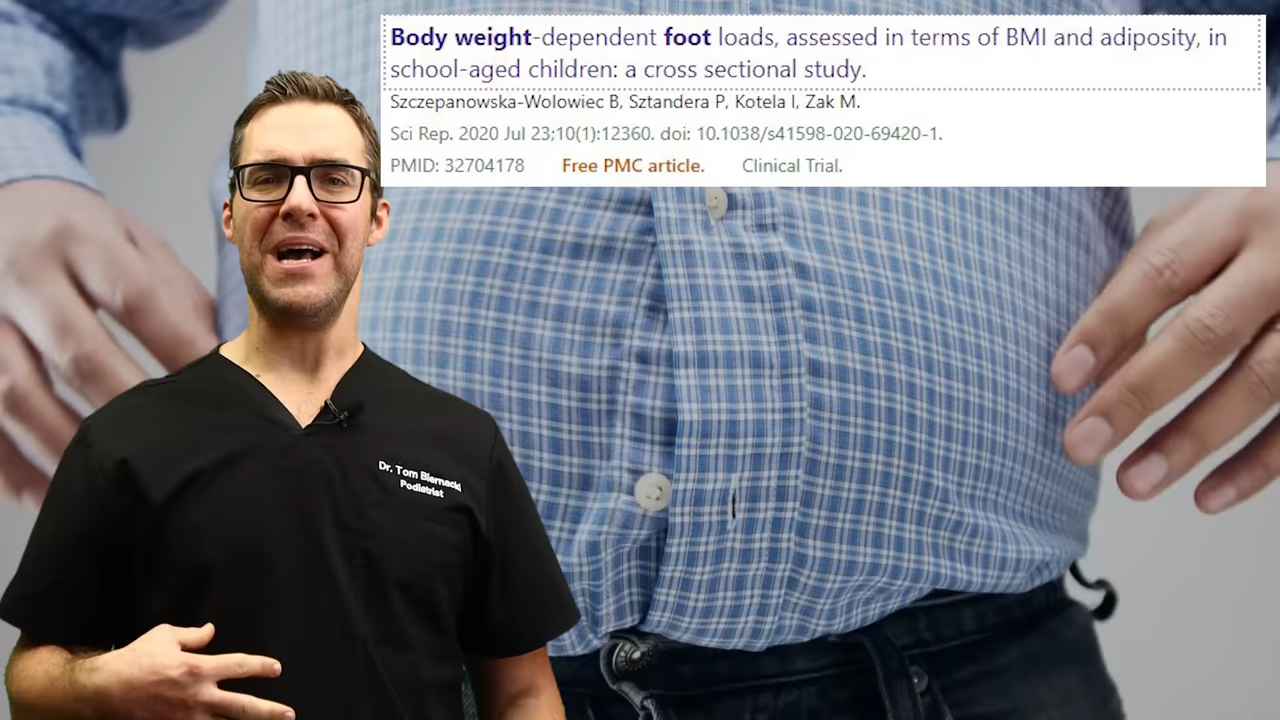 Body weight-dependent foot loads, assessed in terms of BMI and adiposity, in
school-aged children: a cross sectional study.
Szczepanowska-Wolowiec B, Sztandera P, Kotela I, Zak M.
Sci Rep. 2020 Jul 23;10(1):12360. doi: 10.1038/s41598-020-69420-1.
PMID: 32704178 Free PMC article. Clinical Trial.
Dr. Tom Biernacki
Podiatrist